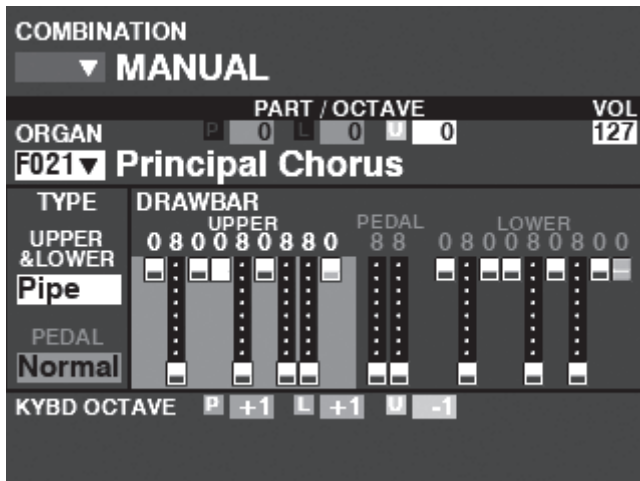 COMBINATION
▼ MANUAL
PART / OCTAVE VOL
ORGAN P 0 L 0 U 0 127
F021▼ Principal Chorus
TYPE DRAWBAR
UPPER PEDAL LOWER
UPPER 0 8 0 0 8 0 8 8 0 8 8 0 8 0 0 8 0 8 0 0
&LOWER
Pipe
PEDAL
Normal
KYBD OCTAVE P +1 L +1 U -1